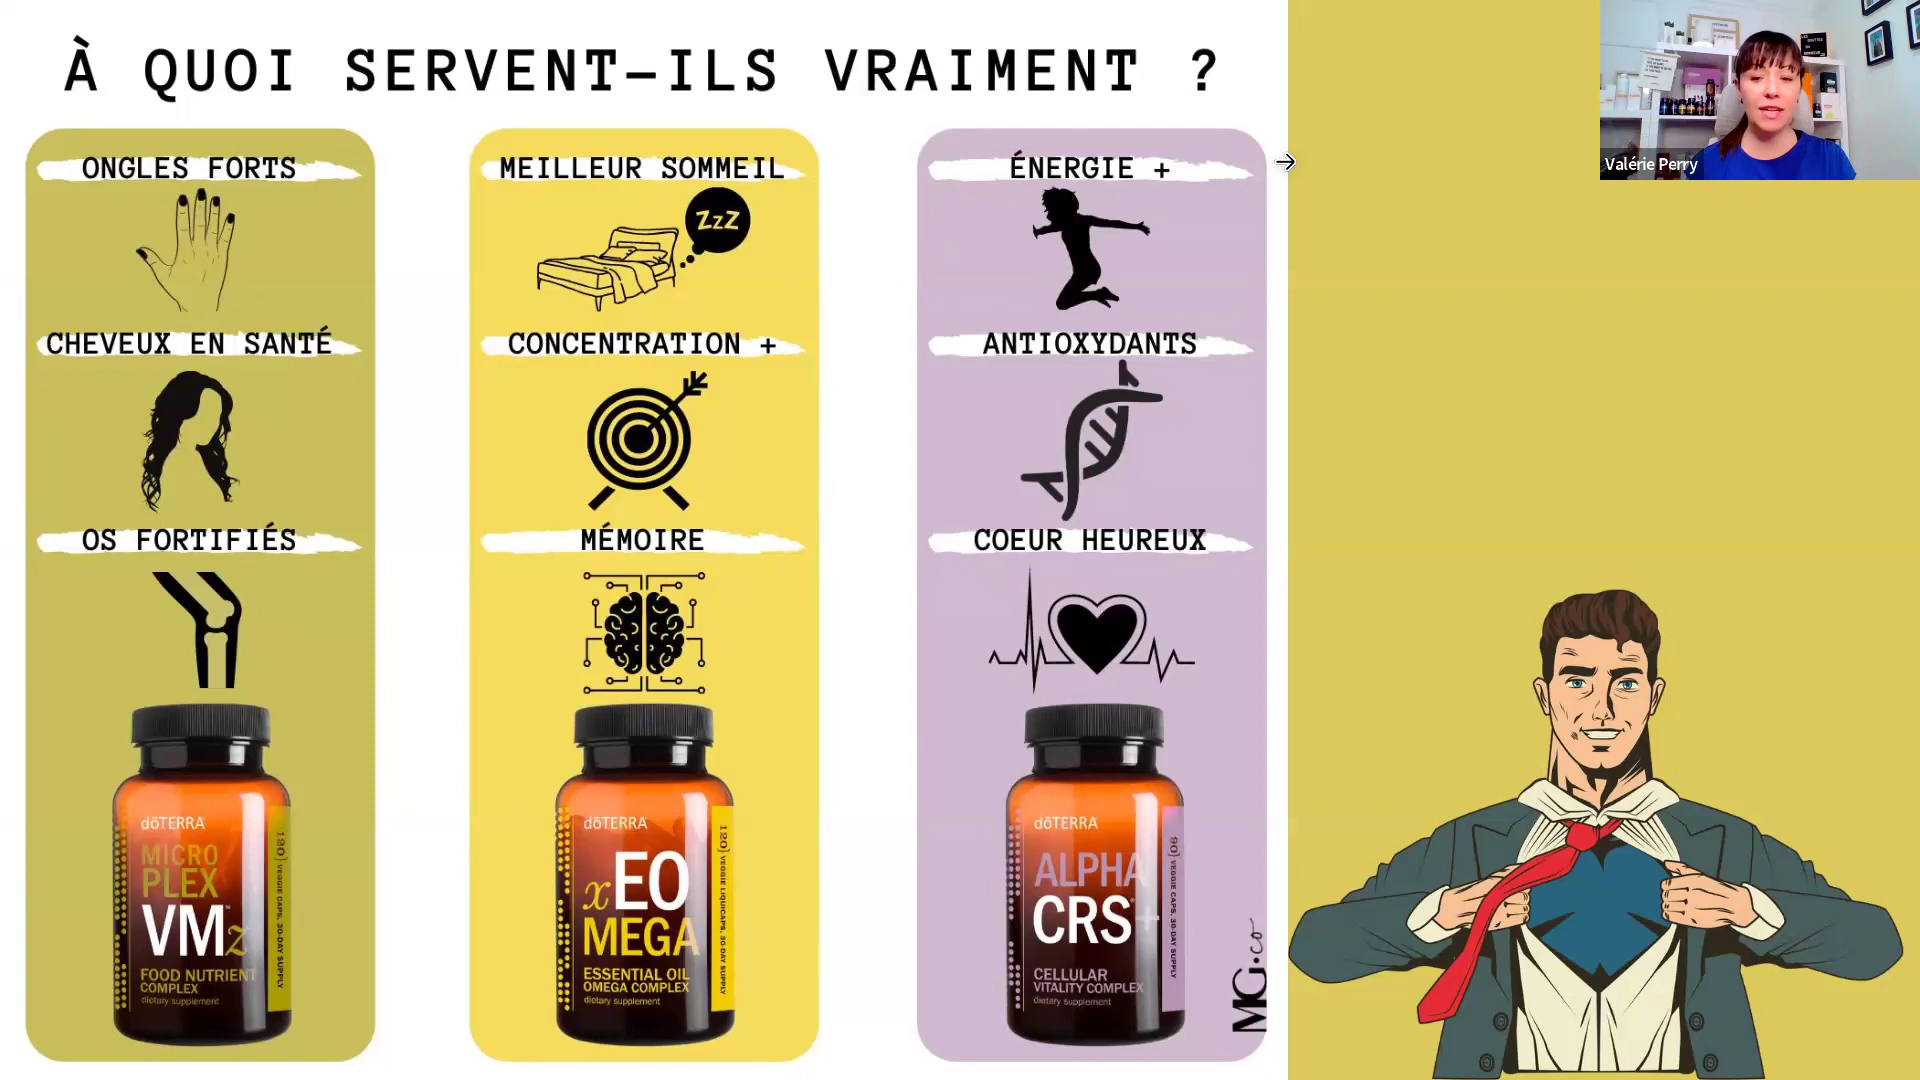 À QUOI SERVENT-ILS VRAIMENT ?
ONGLES FORTS
CHEVEUX EN SANTÉ
OS FORTIFIÉS
dōTERRA
MICRO
PLEX
VMz
FOOD NUTRIENT
COMPLEX
dietary supplement
120} VEGGIE CAPS, 30-DAY SUPPLY
MEILLEUR SOMMEIL
ZzZ
CONCENTRATION +
MÉMOIRE
dōTERRA
xEO
MEGA
ESSENTIAL OIL
OMEGA COMPLEX
dietary supplement
120} VEGGIE LIQUICAPS, 30 DAY SUPPLY
ÉNERGIE +
ANTIOXYDANTS
COEUR HEUREUX
dōTERRA
ALPHA
CRS+
CELLULAR
VITALITY COMPLEX
dietary supplement
90} VEGGIE CAPS, 30-DAY SUPPLY
MG.co
Valérie Perry